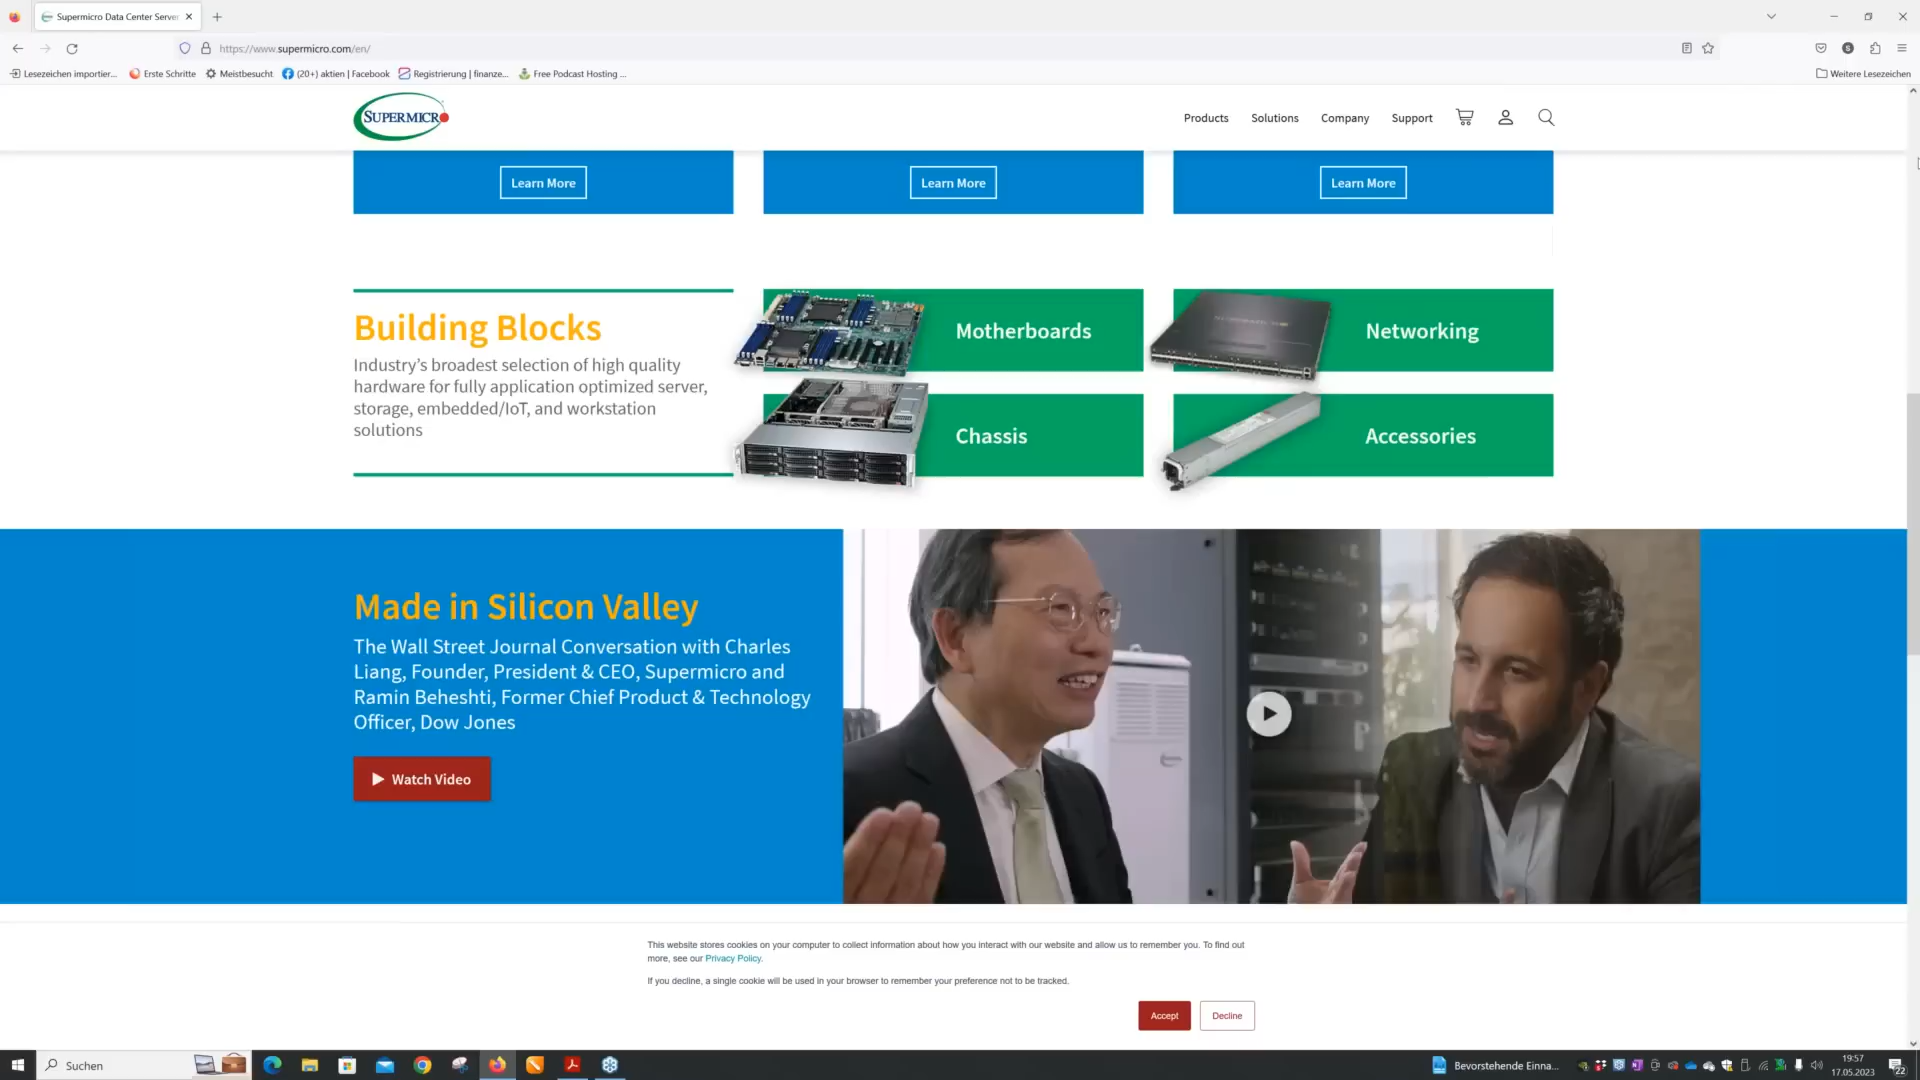 Supermicro Data Center Server
https://www.supermicro.com/en/
Lesezeichen importier...
Erste Schritte
Meistbesucht
(20+) aktien | Facebook
Registrierung | finanze...
Free Podcast Hosting ...
Weitere Lesezeichen
SUPERMICRO
Products
Solutions
Company
Support
Learn More
Learn More
Learn More
Building Blocks
Industry’s broadest selection of high quality
hardware for fully application optimized server,
storage, embedded/IoT, and workstation
solutions
Motherboards
Networking
Chassis
Accessories
Made in Silicon Valley
The Wall Street Journal Conversation with Charles
Liang, Founder, President & CEO, Supermicro and
Ramin Beheshti, Former Chief Product & Technology
Officer, Dow Jones
Watch Video
This website stores cookies on your computer to collect information about how you interact with our website and allow us to remember you. To find out
more, see our Privacy Policy.
If you decline, a single cookie will be used in your browser to remember your preference not to be tracked.
Accept
Decline
Suchen
Bevorstehende Einna...
19:57
17.05.2023
22